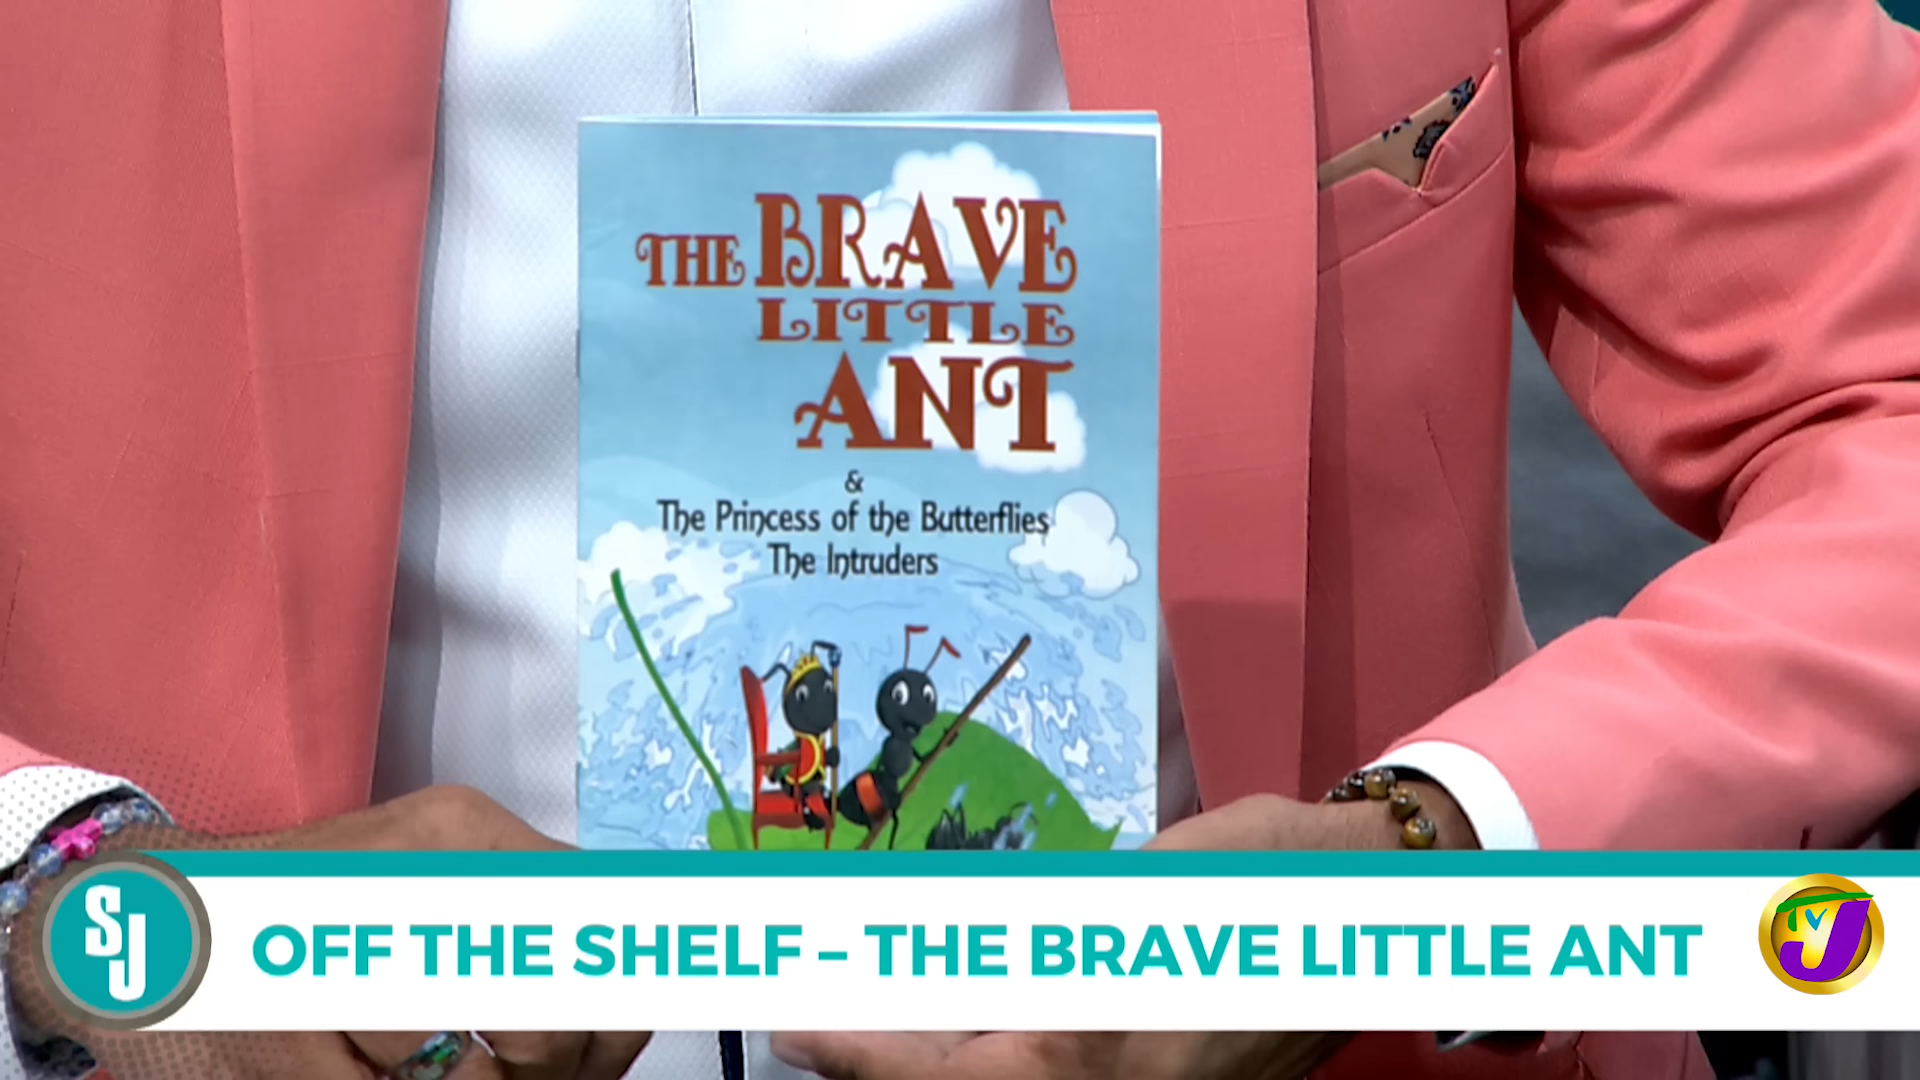 THE BRAVE
LITTLE
ANT
&
The Princess of the Butterflies
The Intruders
SJ
OFF THE SHELF – THE BRAVE LITTLE ANT
TVJ